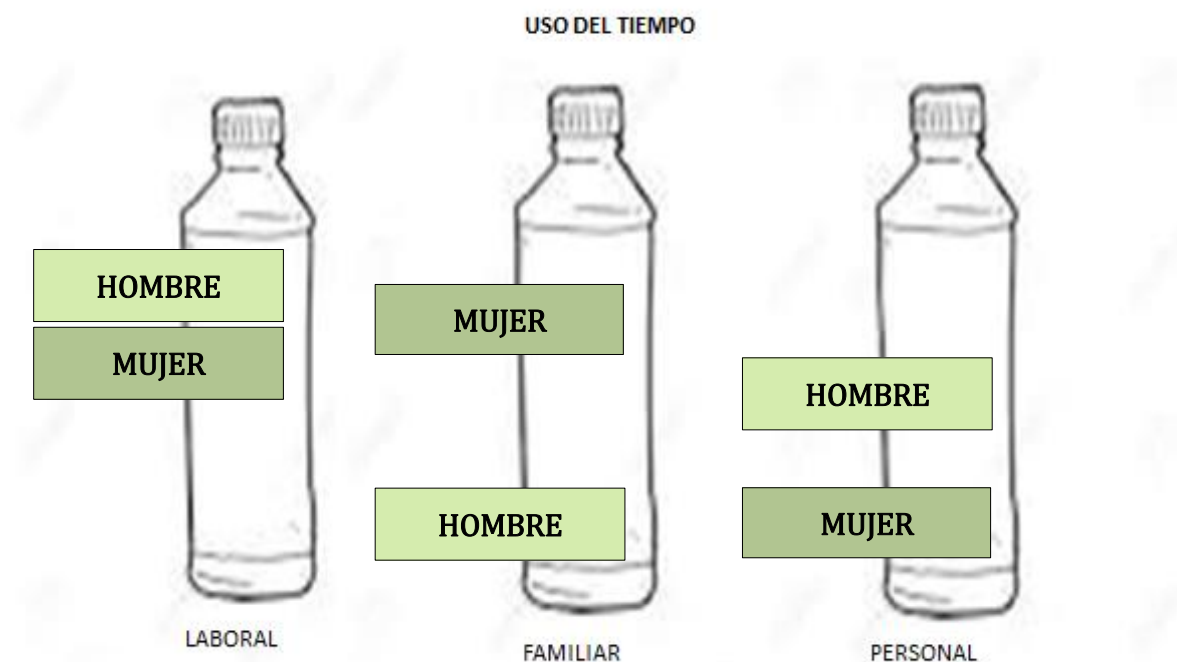 USO DEL TIEMPO
HOMBRE
MUJER
LABORAL
MUJER
HOMBRE
FAMILIAR
HOMBRE
MUJER
PERSONAL